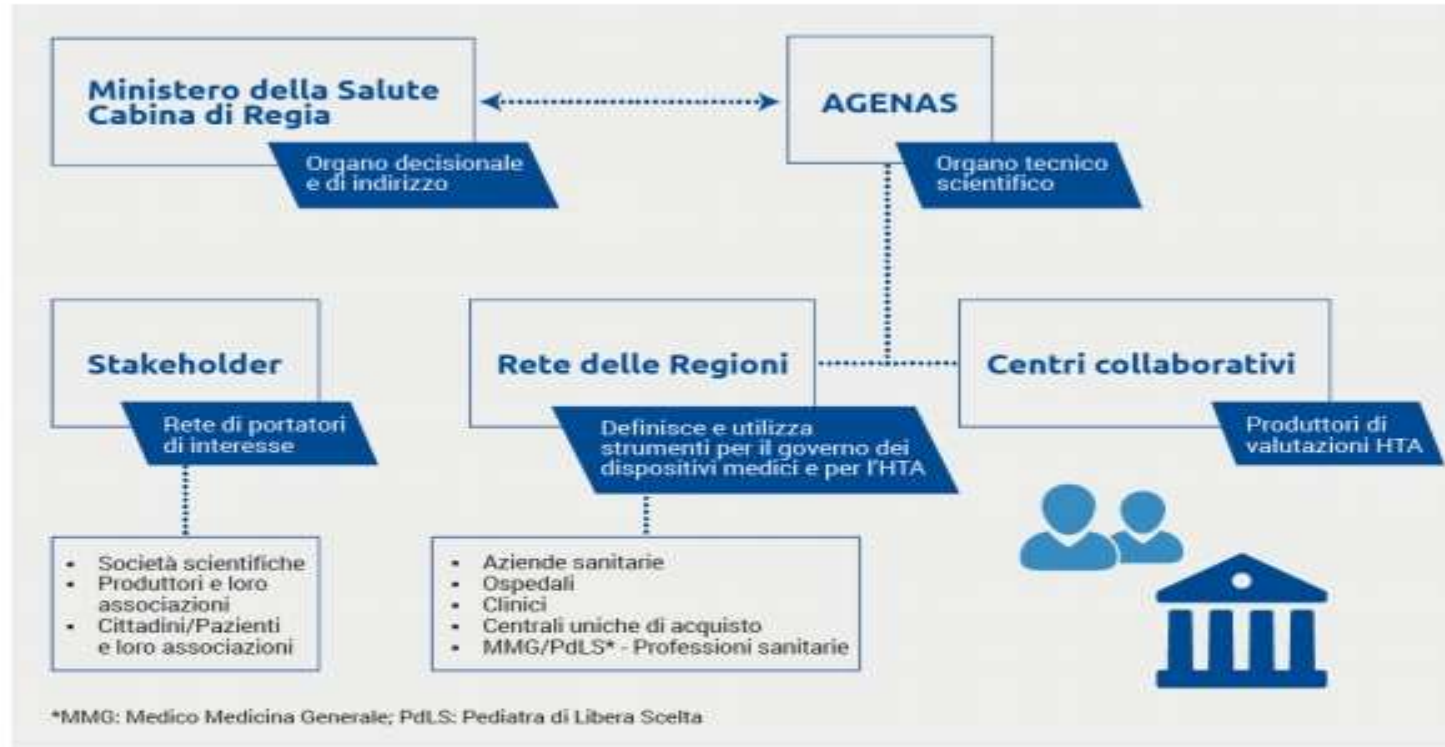 Ministero della Salute
Cabina di Regia
Organo decisionale
e di indirizzo
AGENAS
Organo tecnico
scientifico
Stakeholder
Rete di portatori
di interesse
Rete delle Regioni
Definisce e utilizza
strumenti per il governo dei
dispositivi medici e per l'HTA
Centri collaborativi
Produttori di
valutazioni HTA
• Società scientifiche
• Produttori e loro
associazioni
• Cittadini/Pazienti
e loro associazioni
• Aziende sanitarie
• Ospedali
• Clinici
• Centrali uniche di acquisto
• MMG/PdLS* - Professioni sanitarie
*MMG: Medico Medicina Generale; PdLS: Pediatra di Libera Scelta